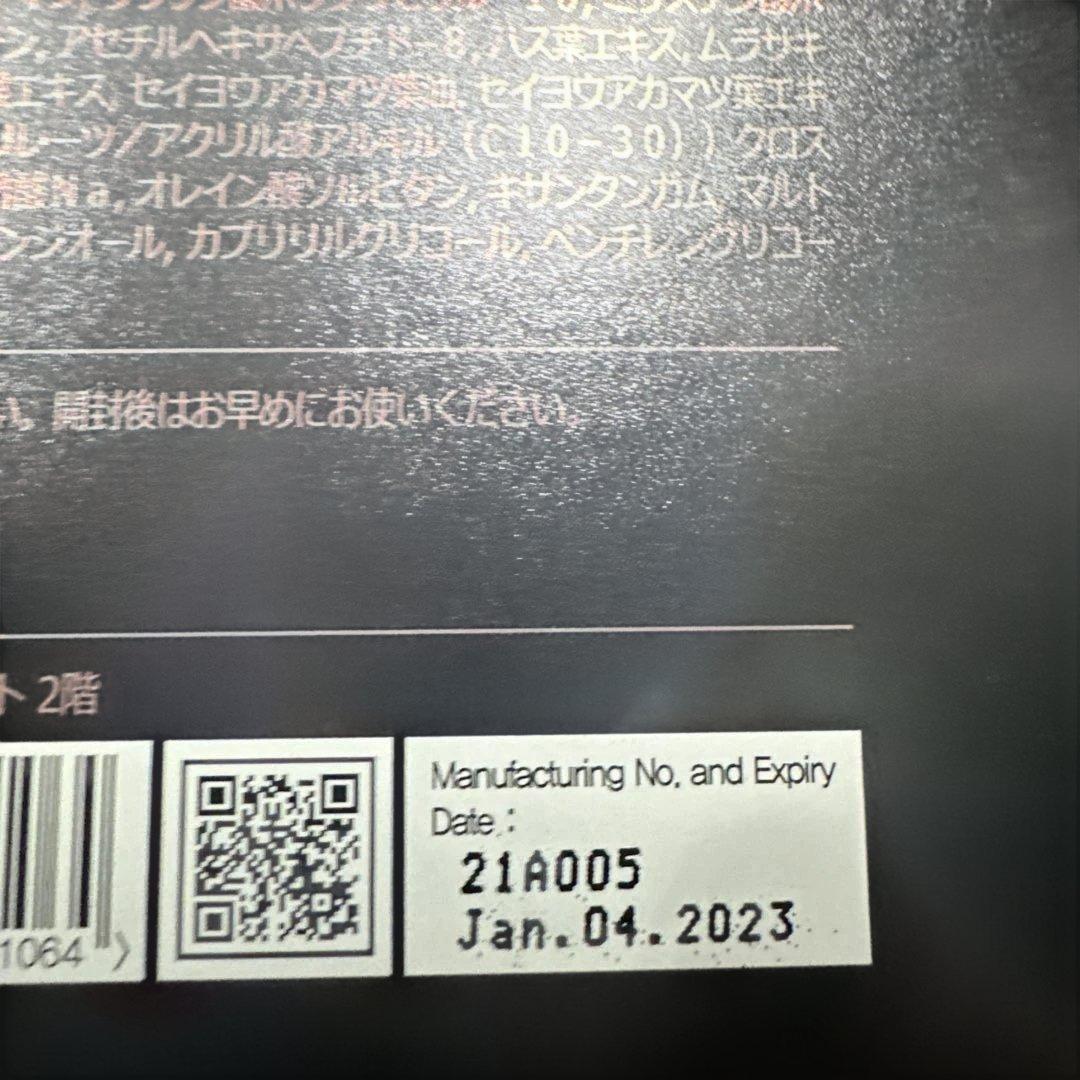 アセチルヘキサペプチド-8, ハス葉エキス, ムラサキ
エキス, セイヨウアカマツ葉油, セイヨウアカマツ葉エキ
ルーツ/アクリル酸アルキル (C10-30) ) クロス
Na, オレイン酸ソルビタン, キサンタンガム, マルト
ンジオール, カプリリルグリコール, ペンチレングリコー
い。開封後はお早めにお使いください。
ト 2階
Manufacturing No, and Expiry
Date :
21A005
Jan.04.2023
1064 〉